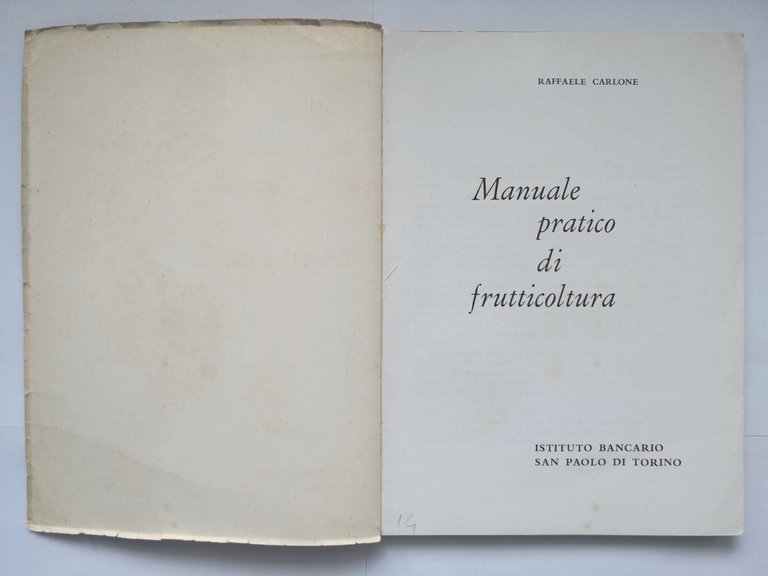 RAFFAELE CARLONE
Manuale
pratico
di
frutticoltura
ISTITUTO BANCARIO
SAN PAOLO DI TORINO